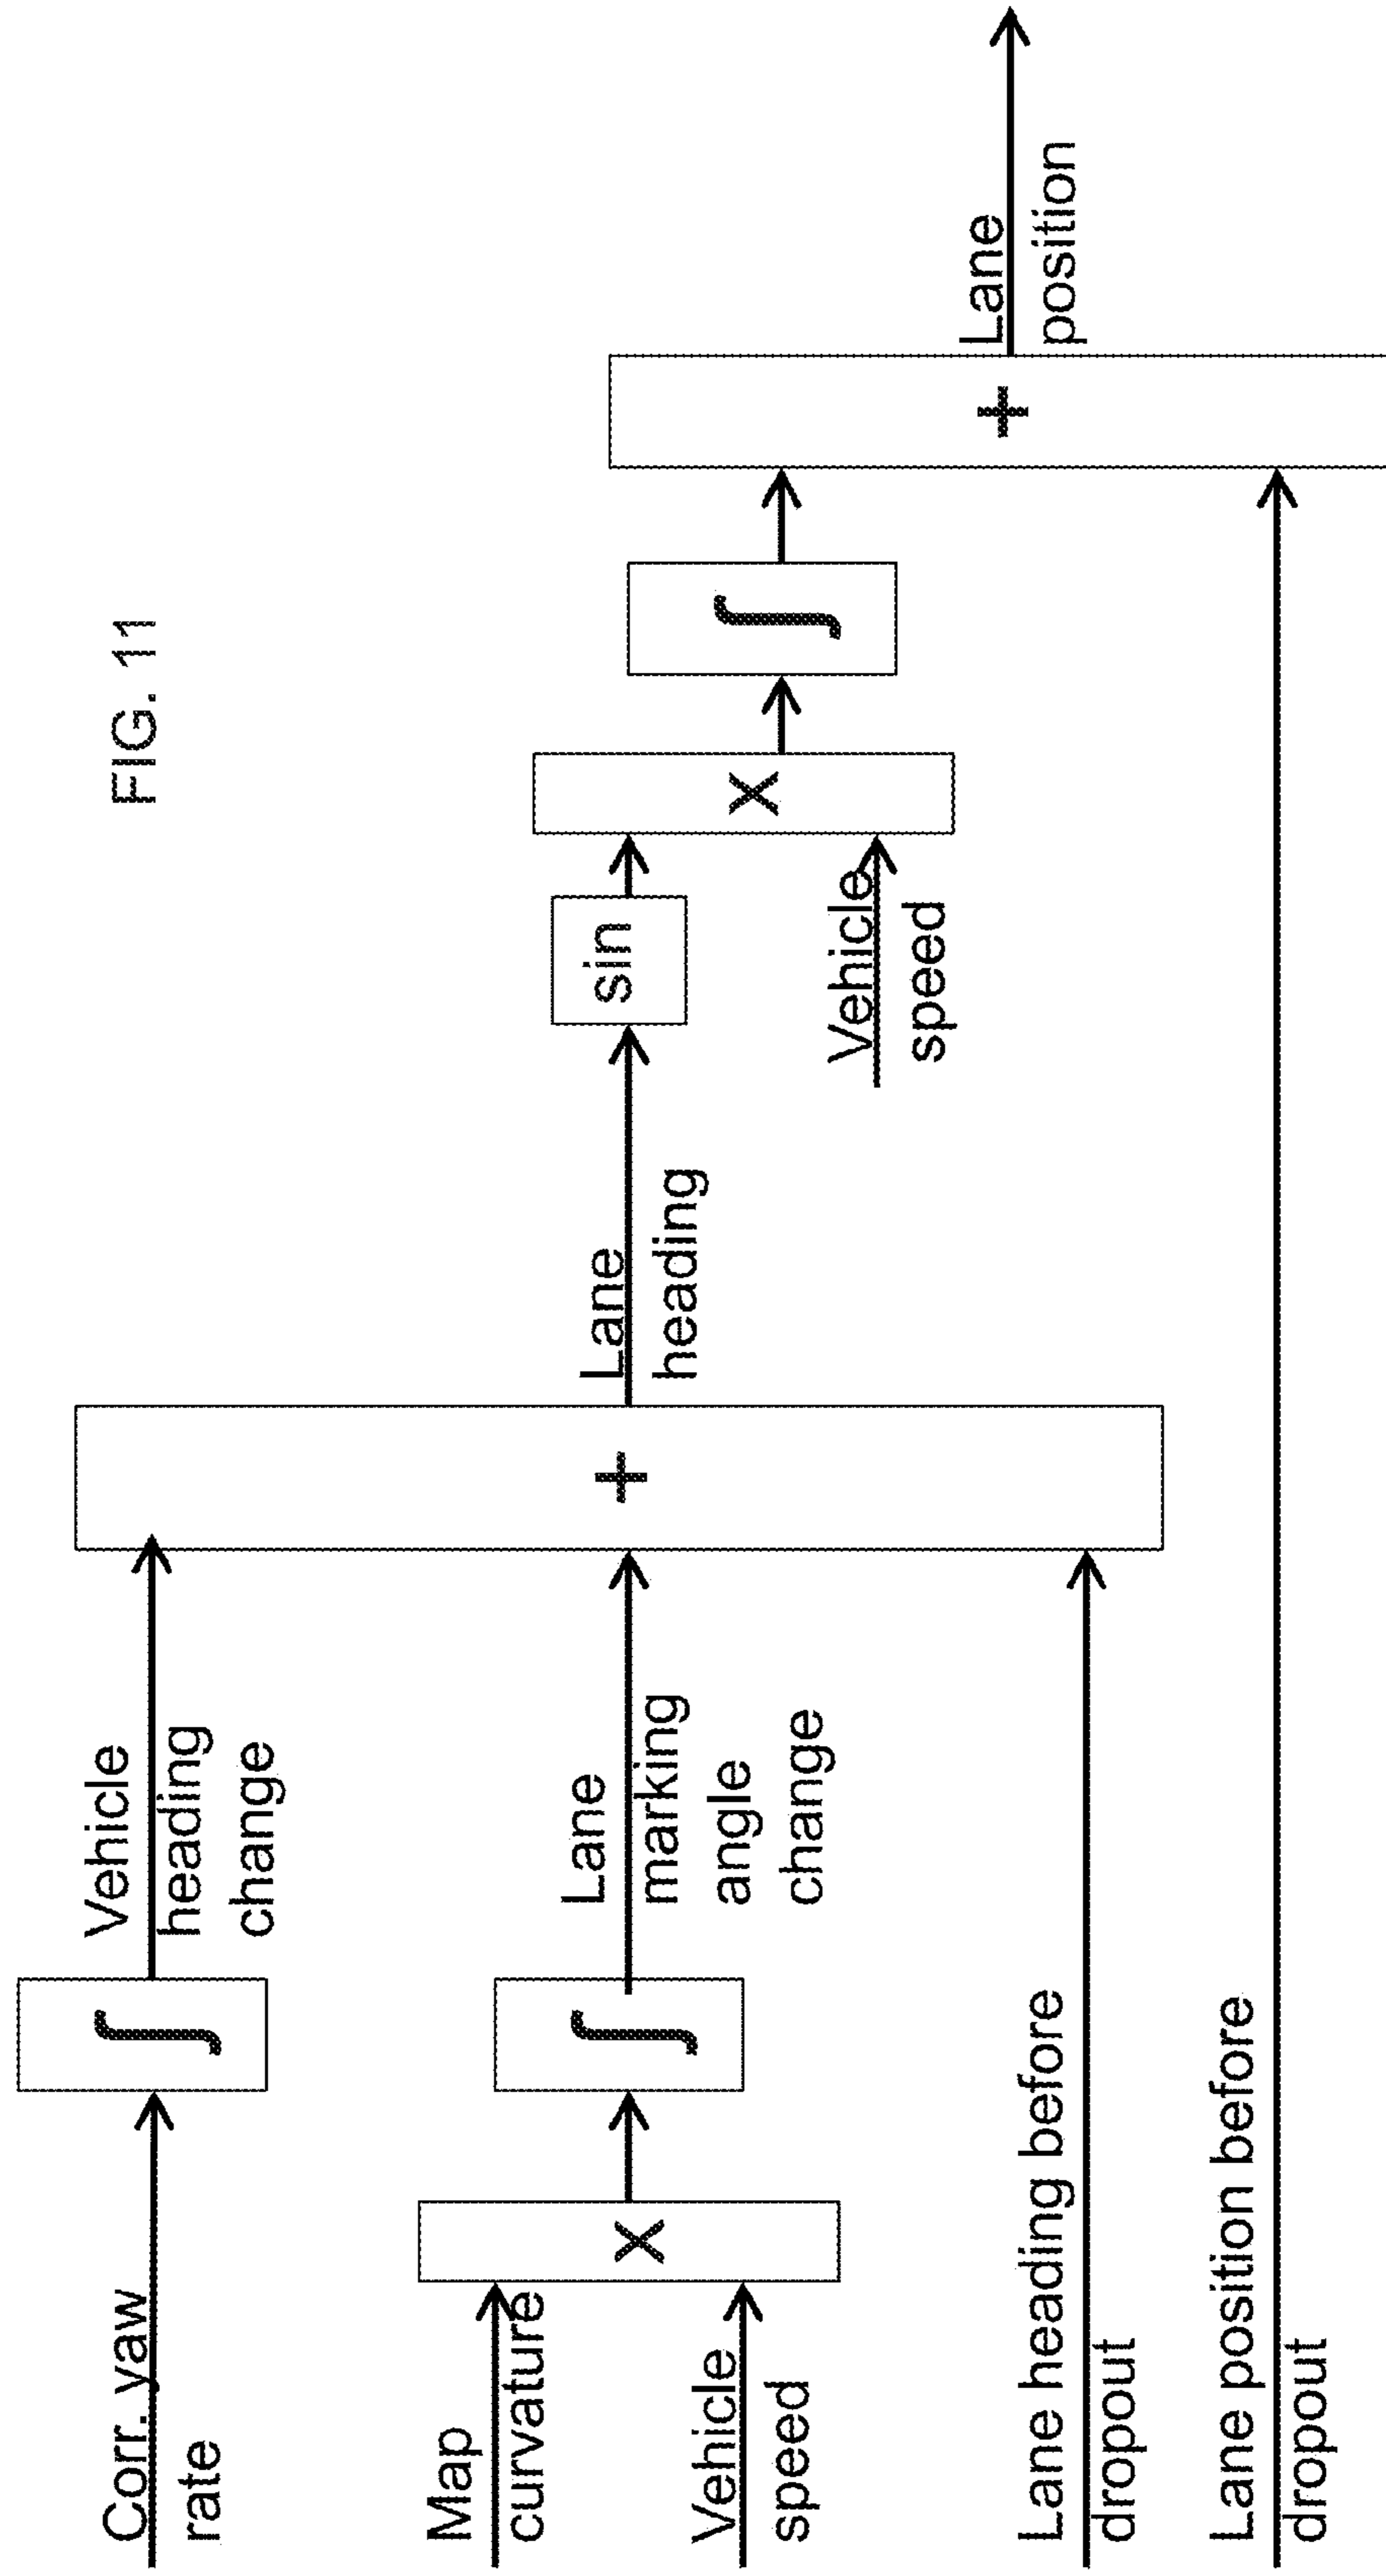 FIG. 11
Corr. yaw
rate
∫
Vehicle
heading
change
Map
curvature
Vehicle
speed
X
∫
Lane
marking
angle
change
Lane heading before
dropout
+
Lane
heading
sin
Vehicle
speed
X
∫
Lane position before
dropout
+
Lane
position